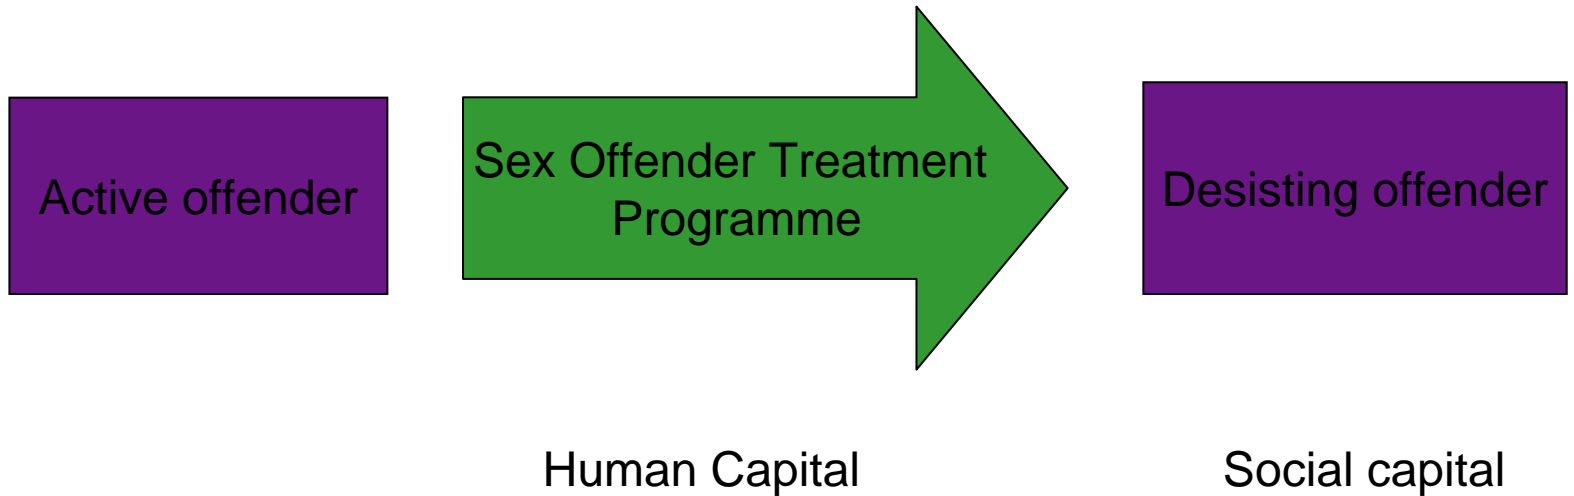 Active offender
Sex Offender Treatment
Programme
Desisting offender
Human Capital
Social capital